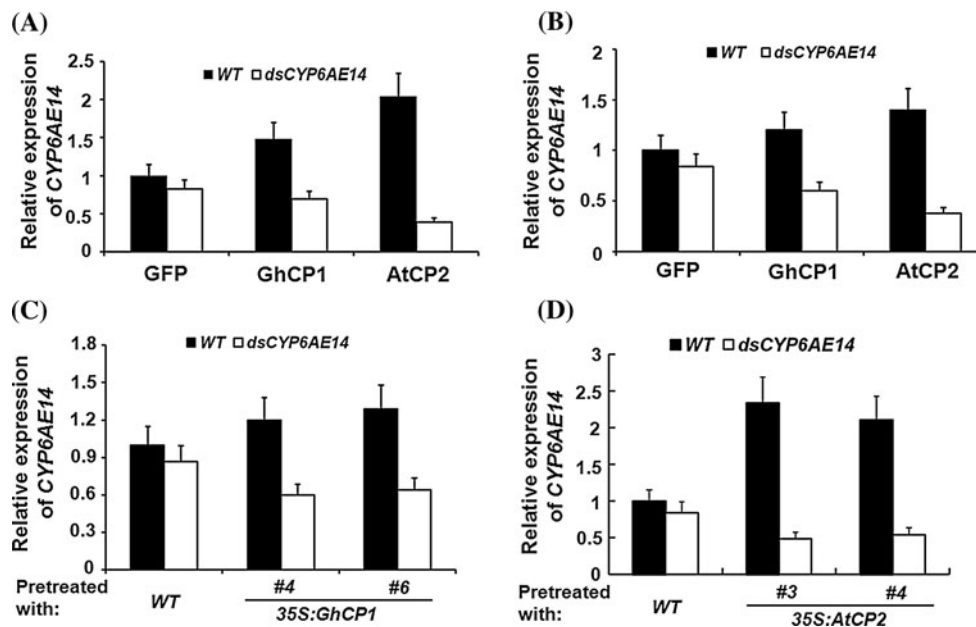 (A)
Relative expression
of CYP6AE14
2.5
2
1.5
1
0.5
0
WT dsCYP6AE14
GFP GhCP1 AtCP2
(B)
Relative expression
of CYP6AE14
2
1.5
1
0.5
0
WT dsCYP6AE14
GFP GhCP1 AtCP2
(C)
Relative expression
of CYP6AE14
1.8
1.5
1.2
0.9
0.6
0.3
0
WT dsCYP6AE14
Pretreated
with:
WT
#4 #6
35S:GhCP1
(D)
Relative expression
of CYP6AE14
3
2.5
2
1.5
1
0.5
0
WT dsCYP6AE14
Pretreated
with:
WT
#3 #4
35S:AtCP2